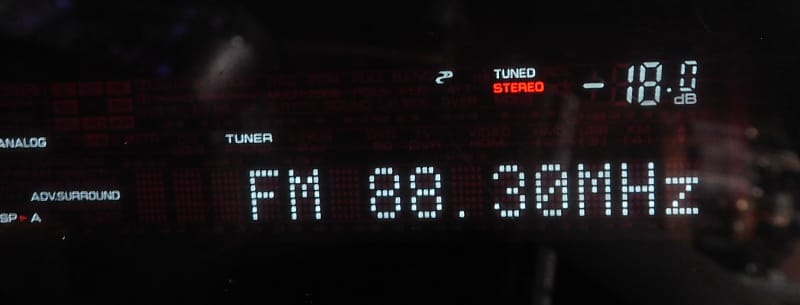 TUNED
STEREO
-18.0 dB
ANALOG
TUNER
ADV.SURROUND
FM 88.30MHz
SP▶A